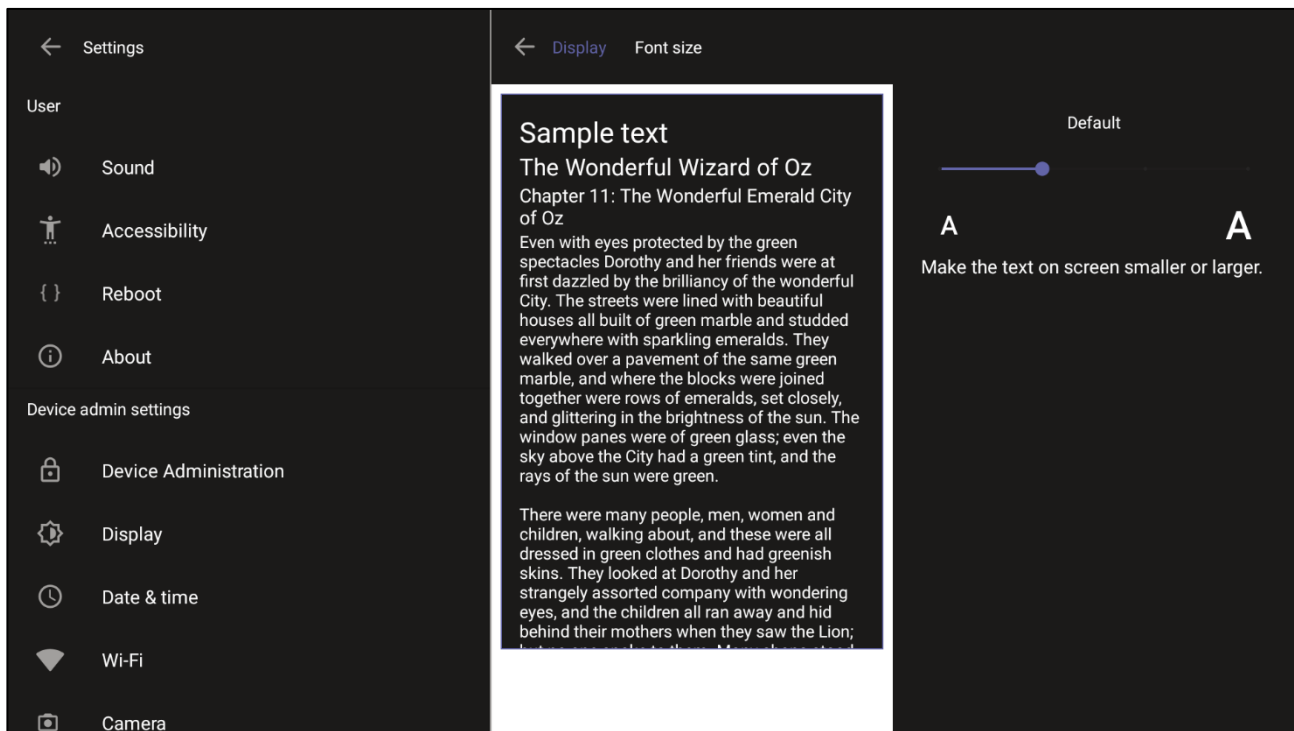 Settings
User
Sound
Accessibility
Reboot
About
Device admin settings
Device Administration
Display
Date & time
Wi-Fi
Camera
Display Font size
Sample text
The Wonderful Wizard of Oz
Chapter 11: The Wonderful Emerald City
of Oz
Even with eyes protected by the green
spectacles Dorothy and her friends were at
first dazzled by the brilliancy of the wonderful
City. The streets were lined with beautiful
houses all built of green marble and studded
everywhere with sparkling emeralds. They
walked over a pavement of the same green
marble, and where the blocks were joined
together were rows of emeralds, set closely,
and glittering in the brightness of the sun. The
window panes were of green glass; even the
sky above the City had a green tint, and the
rays of the sun were green.
There were many people, men, women and
children, walking about, and these were all
dressed in green clothes and had greenish
skins. They looked at Dorothy and her
strangely assorted company with wondering
eyes, and the children all ran away and hid
behind their mothers when they saw the Lion;
Default
A A
Make the text on screen smaller or larger.